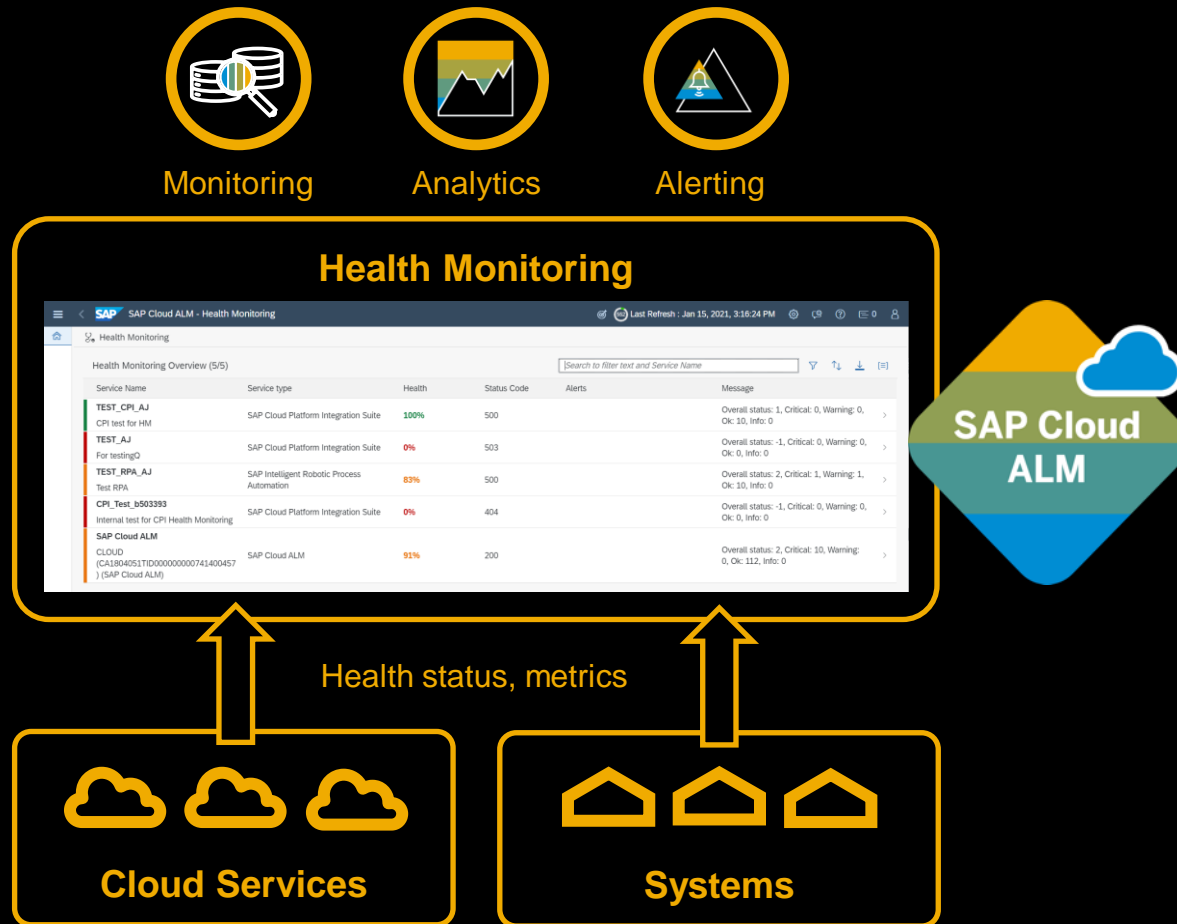 Monitoring
Analytics
Alerting
Health Monitoring
SAP SAP Cloud ALM - Health Monitoring Last Refresh : Jan 15, 2021, 3:16:24 PM 0
Health Monitoring
Health Monitoring Overview (5/5) Search to filter text and Service Name
Service Name Service type Health Status Code Alerts Message
TEST_CPI_AJ
CPI test for HM
SAP Cloud Platform Integration Suite 100% 500
Overall status: 1, Critical: 0, Warning: 0,
Ok: 10, Info: 0
TEST_AJ
For testingQ
SAP Cloud Platform Integration Suite 0% 503
Overall status: -1, Critical: 0, Warning: 0,
Ok: 0, Info: 0
TEST_RPA_AJ
Test RPA
SAP Intelligent Robotic Process
Automation
83% 500
Overall status: 2, Critical: 1, Warning: 1,
Ok: 10, Info: 0
CPI_Test_b503393
Internal test for CPI Health Monitoring
SAP Cloud Platform Integration Suite 0% 404
Overall status: -1, Critical: 0, Warning: 0,
Ok: 0, Info: 0
SAP Cloud ALM
CLOUD
(CA1804051TID000000000741400457
) (SAP Cloud ALM)
SAP Cloud ALM 91% 200
Overall status: 2, Critical: 10, Warning:
0, Ok: 112, Info: 0
SAP Cloud
ALM
Health status, metrics
Cloud Services
Systems